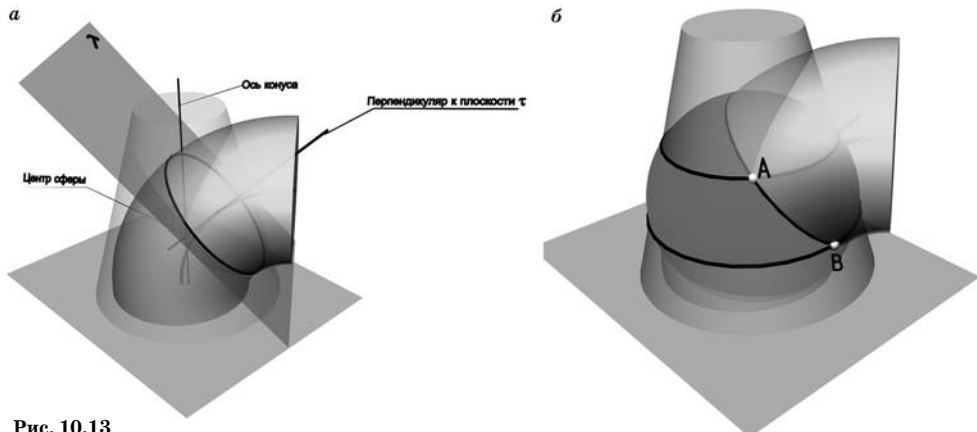 а
б
τ
Ось конуса
Перпендикуляр к плоскости τ
Центр сферы
A
B
Рис. 10.13